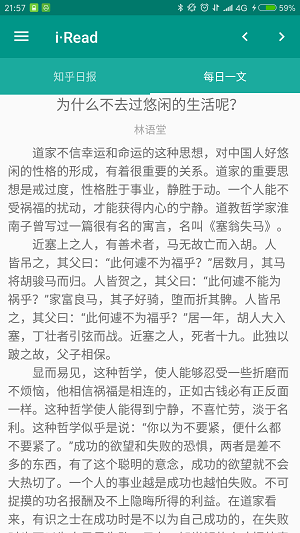 21:57 4G 59%
i·Read
知乎日报 每日一文
为什么不去过悠闲的生活呢?
林语堂
道家不信幸运和命运的这种思想，对中国人好悠
闲的性格的形成，有着很重要的关系。道家的重要思
想是戒过度，性格胜于事业，静胜于动。一个人能不
受祸福的扰动，才能获得内心的宁静。道教哲学家淮
南子曾写过一篇很有名的寓言，名叫《塞翁失马》。
近塞上之人，有善术者，马无故亡而入胡。人
皆吊之，其父曰：“此何遽不为福乎？”居数月，其马
将胡骏马而归。人皆贺之，其父曰：“此何遽不能为
祸乎？”家富良马，其子好骑，堕而折其髀。人皆吊
之，其父曰：“此何遽不为福乎？”居一年，胡人大入
塞，丁壮者引弦而战。近塞之人，死者十九。此独以
跛之故，父子相保。
显而易见，这种哲学，使人能够忍受一些折磨而
不烦恼，他相信祸福是相连的，正如古钱必有正反面
一样。这种哲学使人能得到宁静，不喜忙劳，淡于名
利。这种哲学似乎是说：“你以为不要紧，便什么都
不要紧了。”成功的欲望和失败的恐惧，两者是差不
多的东西，有了这个聪明的意念，成功的欲望就不会
太热切了。一个人的事业越是成功也越怕失败。不可
捉摸的功名报酬及不上隐晦所得的利益。在道家看
来，有识之士在成功时是不以为自己成功的，在失败